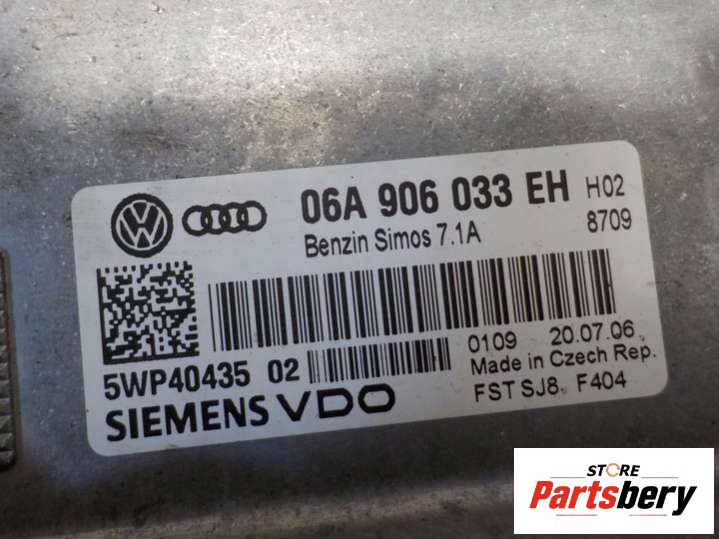 06A 906 033 EH H02
Benzin Simos 7.1A 8709
0109 20.07.06
5WP40435 02 Made in Czech Rep.
SIEMENS VDO FST SJ8 F404
STORE
Partsbery